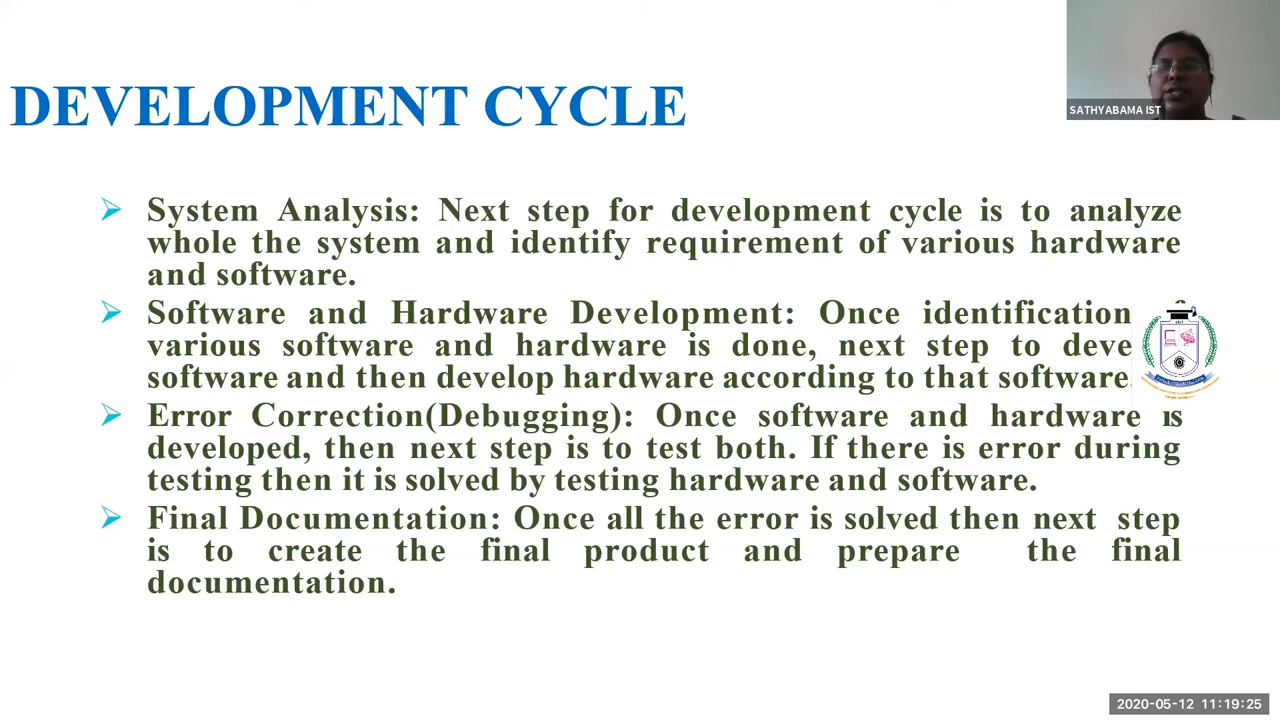 SATHYABAMA IST
DEVELOPMENT CYCLE
➢ System Analysis: Next step for development cycle is to analyze
whole the system and identify requirement of various hardware
and software.
➢ Software and Hardware Development: Once identification
various software and hardware is done, next step to deve
software and then develop hardware according to that software.
➢ Error Correction(Debugging): Once software and hardware is
developed, then next step is to test both. If there is error during
testing then it is solved by testing hardware and software.
➢ Final Documentation: Once all the error is solved then next step
is to create the final product and prepare the final
documentation.
2020-05-12 11:19:25